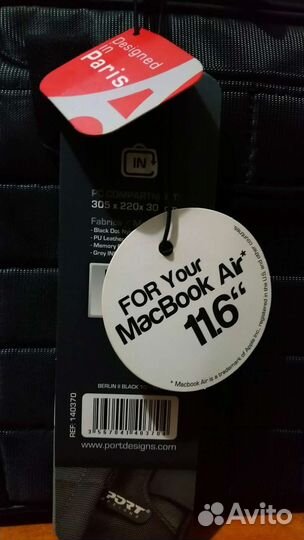 Designed
in Paris
IN
PC COMPARTMENT
305 x 220x 30
Fabrics
- Black Dot
- PU Leather
- Memory
- Grey IN
FOR Your
MacBook Air*
11.6"
* Macbook Air is a trademark of Apple Inc, registered in the U.S and other countries
BERLIN II BLACK
REF: 140370
www.portdesigns.com
PORT
Avito